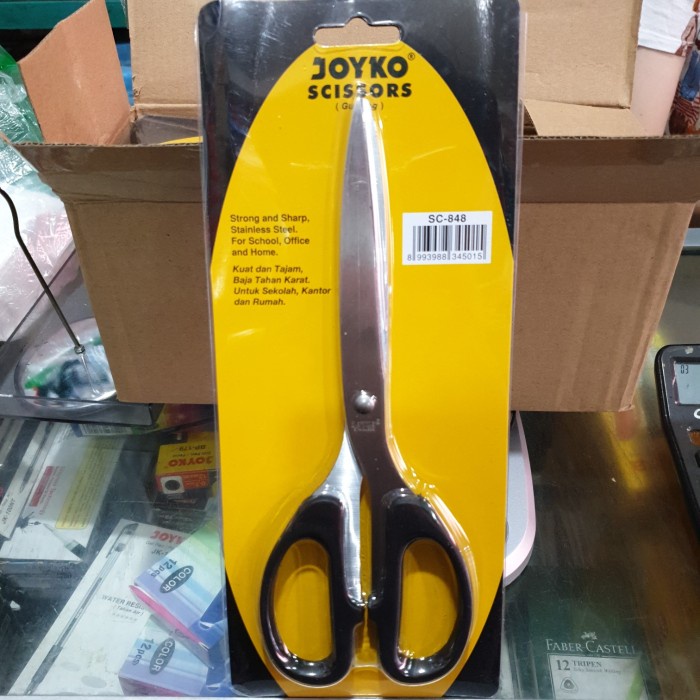 JOYKO®
SCISSORS
SC-848
8 993988 345015
Strong and Sharp,
Stainless Steel.
For School, Office
and Home.
Kuat dan Tajam,
Baja Tahan Karat.
Untuk Sekolah, Kantor
dan Rumah.
JOYKO
JOYKO
12pcs
COLOR
12pcs
COLOR
FABER-CASTELL
12 TRIPEN